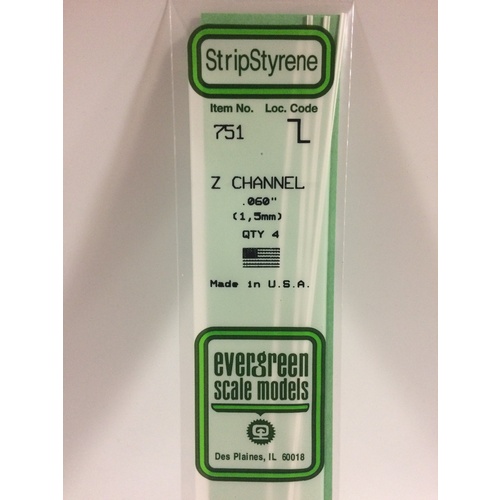 StripStyrene
Item No. Loc. Code
751
Z CHANNEL
.060"
(1,5mm)
QTY 4
Made in U.S.A.
evergreen
scale models
Des Plaines, IL 60018